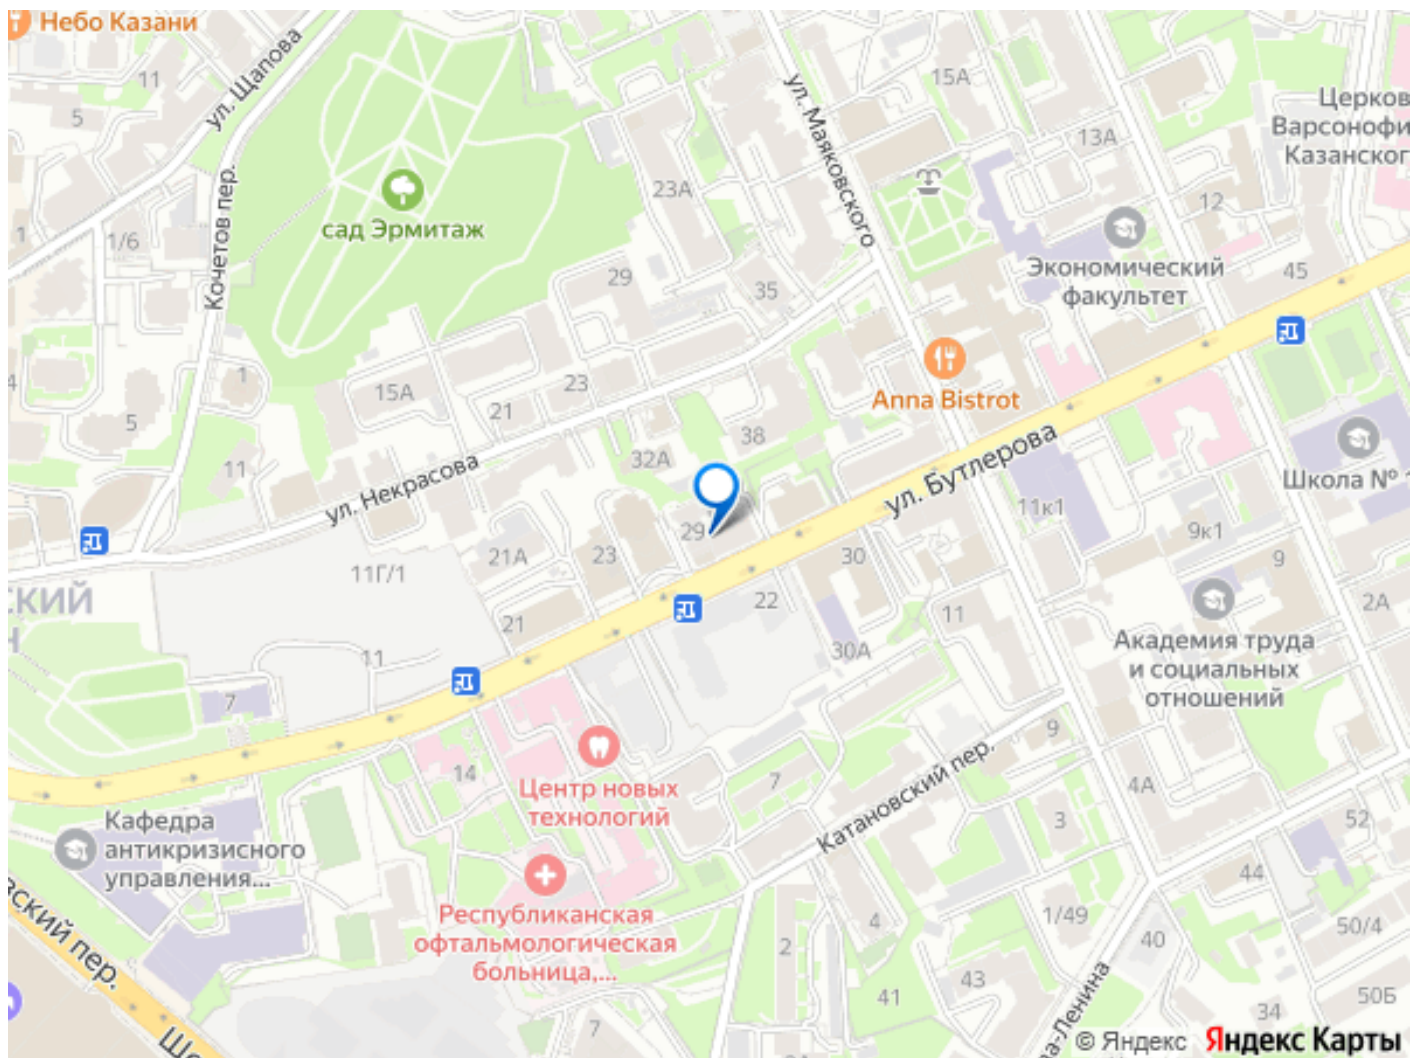 Небо Казани
ул. Щапова
11
5
15А
ул. Маяковского
Церков
Варсонофи
Казанског
13А
23А
12
Кочетов пер.
сад Эрмитаж
1
1/6
29
35
Экономический
факультет
45
4
1
15А
23
21
5
Anna Bistrot
38
11
32А
ул. Некрасова
ул. Бутлерова
Школа №
11к1
9к1
9
29
21А
23
11Г/1
30
22
2А
ский
н
21
11
30А
11
Академия труда
и социальных
отношений
7
14
Центр новых
технологий
7
Катановский пер.
9
4А
3
52
Кафедра
антикризисного
управления...
44
Республиканская
офтальмологическая
больница,...
вский пер.
2
4
1/49
40
50/4
43
41
34
50Б
7
Ше
ва-Ленина
© Яндекс Яндекс Карты